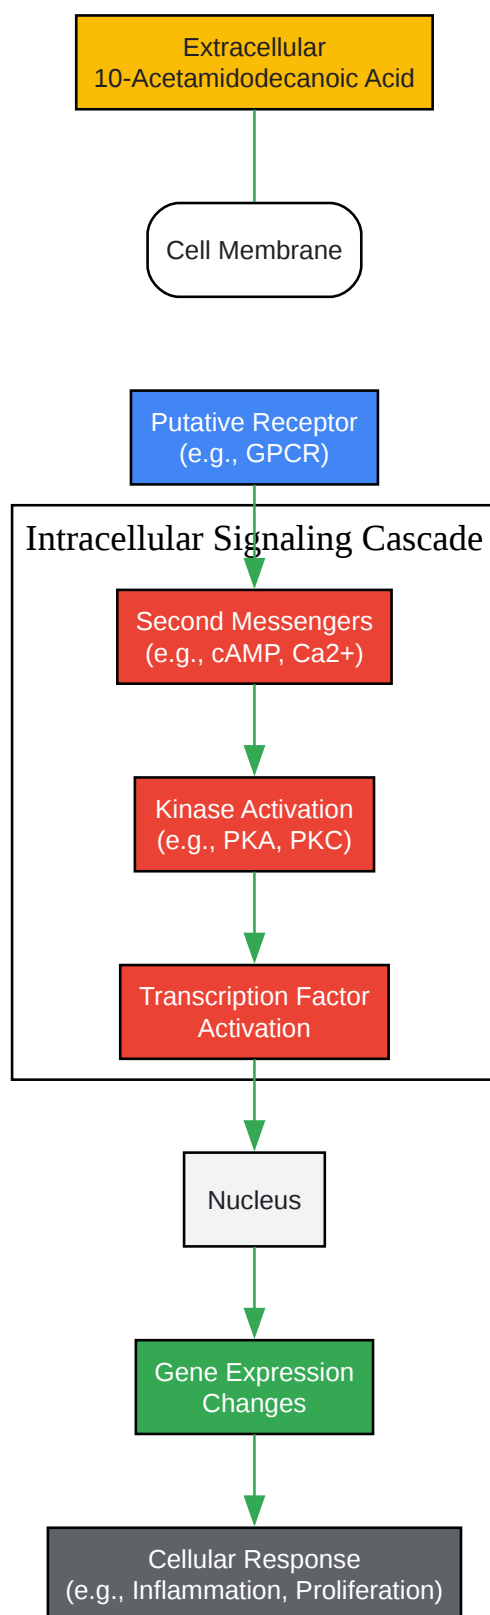 Extracellular
10-Acetamidodecanoic Acid
Cell Membrane
Putative Receptor
(e.g., GPCR)
Intracellular Signaling Cascade
Second Messengers
(e.g., cAMP, Ca2+)
Kinase Activation
(e.g., PKA, PKC)
Transcription Factor
Activation
Nucleus
Gene Expression
Changes
Cellular Response
(e.g., Inflammation, Proliferation)